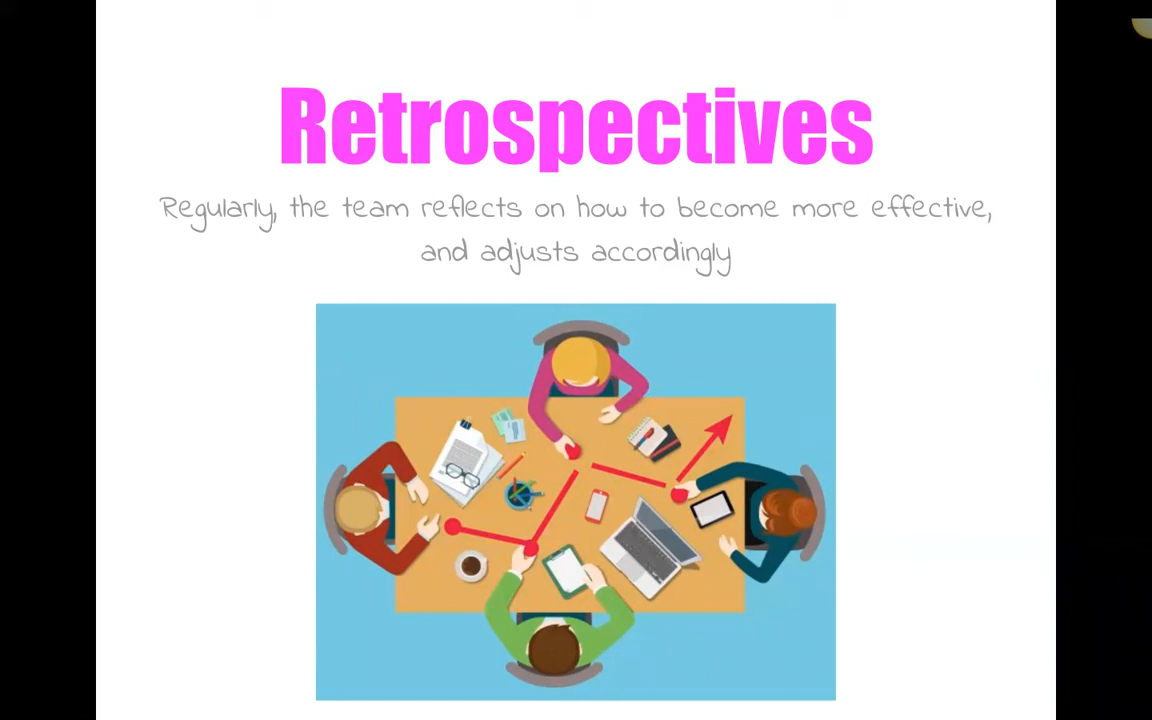 Retrospectives
Regularly, the team reflects on how to become more effective,
and adjusts accordingly